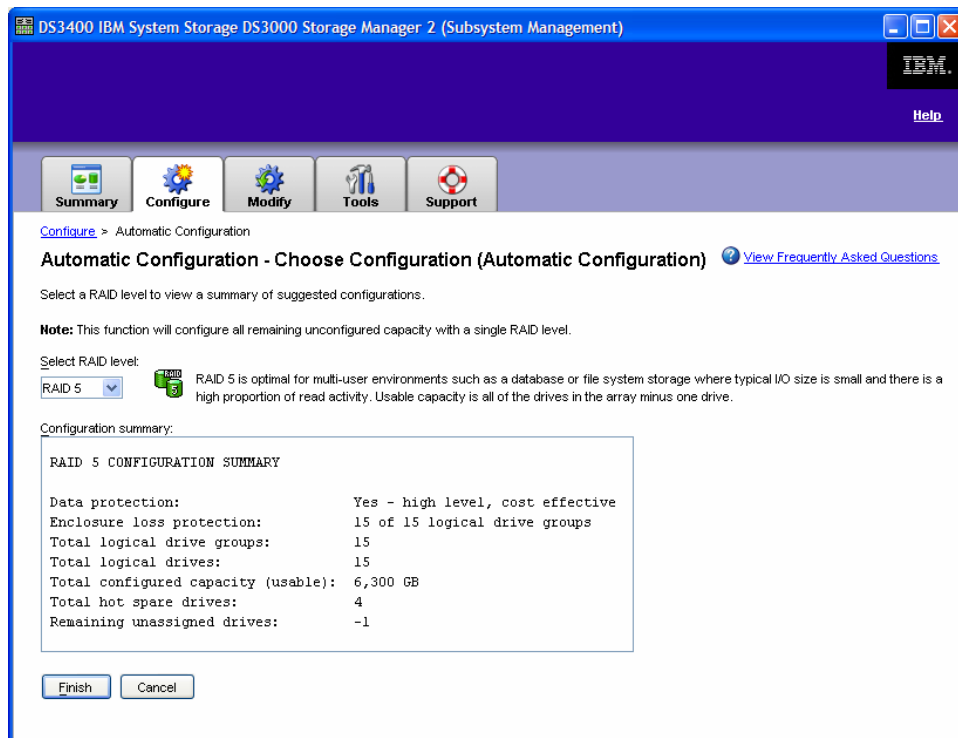 DS3400 IBM System Storage DS3000 Storage Manager 2 (Subsystem Management)
IBM.
Help
Summary
Configure
Modify
Tools
Support
Configure > Automatic Configuration
Automatic Configuration - Choose Configuration (Automatic Configuration)
View Frequently Asked Questions
Select a RAID level to view a summary of suggested configurations.
Note: This function will configure all remaining unconfigured capacity with a single RAID level.
Select RAID level:
RAID 5
RAID
5
RAID 5 is optimal for multi-user environments such as a database or file system storage where typical I/O size is small and there is a
high proportion of read activity. Usable capacity is all of the drives in the array minus one drive.
Configuration summary:
RAID 5 CONFIGURATION SUMMARY
Data protection: Yes - high level, cost effective
Enclosure loss protection: 15 of 15 logical drive groups
Total logical drive groups: 15
Total logical drives: 15
Total configured capacity (usable): 6,300 GB
Total hot spare drives: 4
Remaining unassigned drives: -1
Finish
Cancel